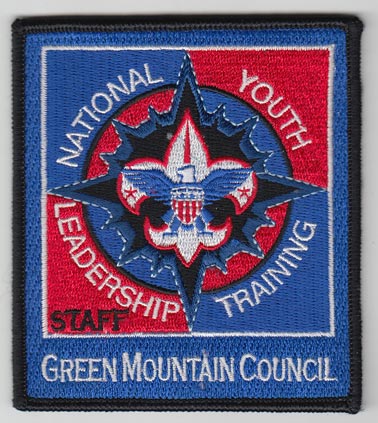 NATIONAL
YOUTH
LEADERSHIP
TRAINING
STAFF
GREEN MOUNTAIN COUNCIL